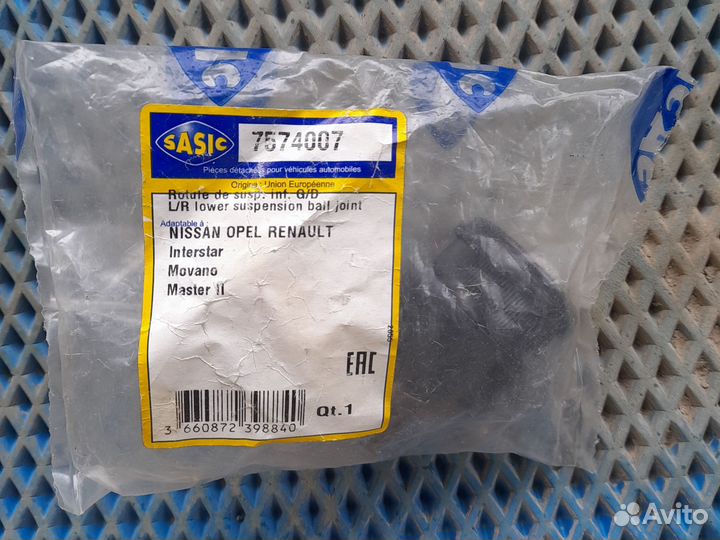 SASIC
7574007
Pièces détachées pour véhicules automobiles
Origine : Union Européenne
Rotule de susp. inf. G/D
L/R lower suspension ball joint
Adaptable à :
NISSAN OPEL RENAULT
Interstar
Movano
Master II
EAC
Qt.1
3 660872 398840
Avito